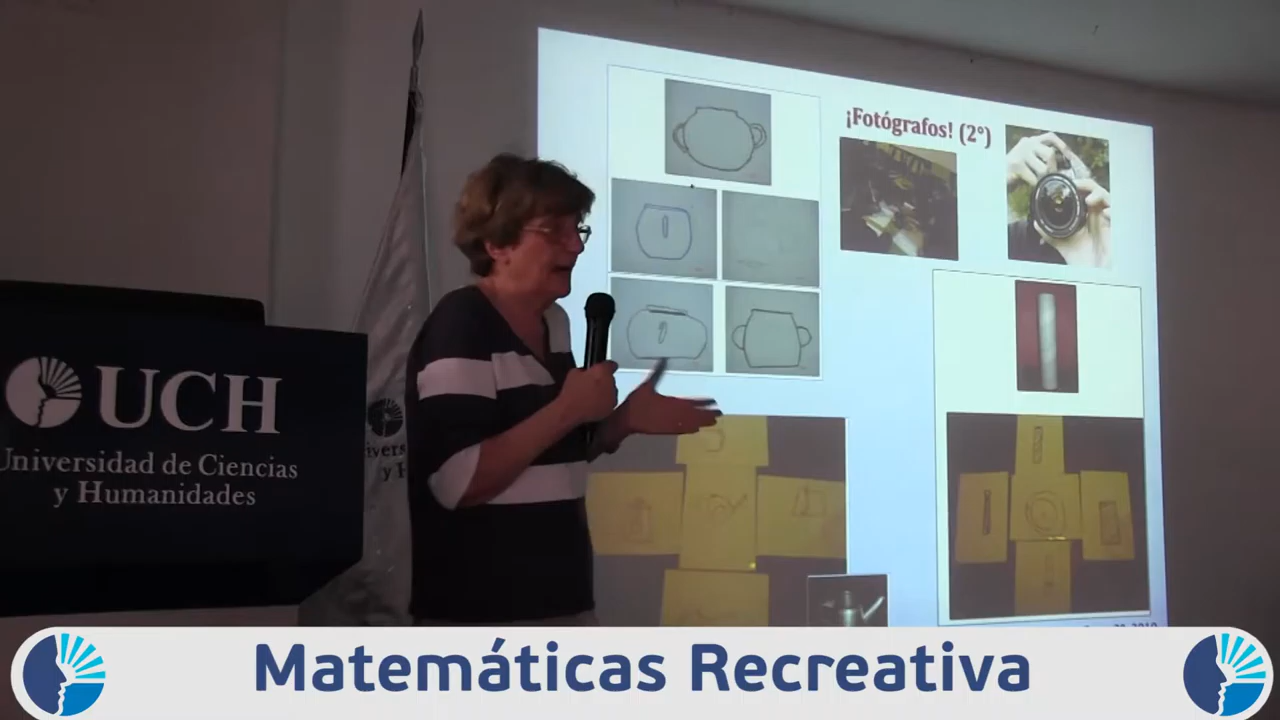 ¡Fotógrafos! (2°)
UCH
Universidad de Ciencias
y Humanidades
Matemáticas Recreativa